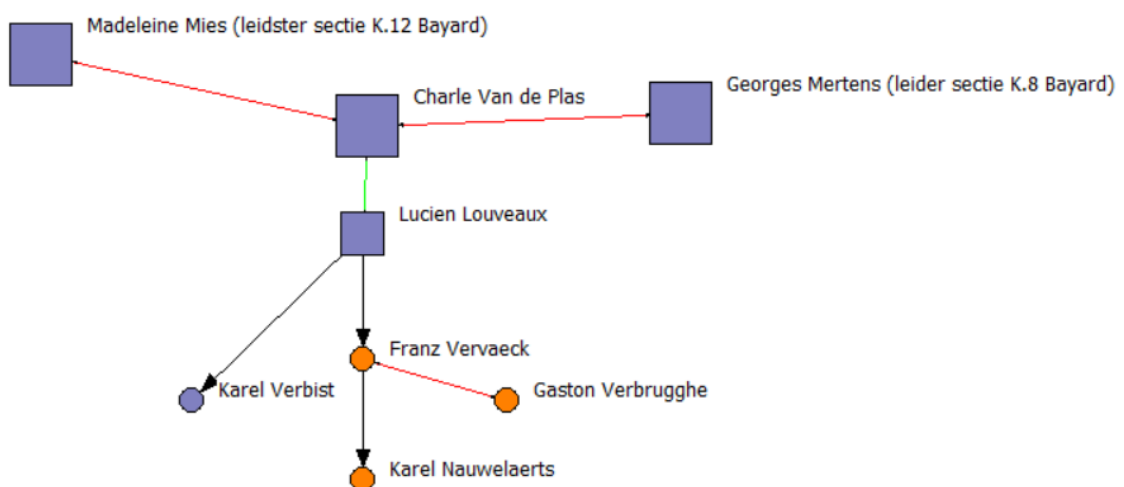 Madeleine Mies (leidster sectie K.12 Bayard)
Charle Van de Plas
Georges Mertens (leider sectie K.8 Bayard)
Lucien Louveaux
Franz Vervaeck
Karel Verbist
Gaston Verbrugghe
Karel Nauwelaerts